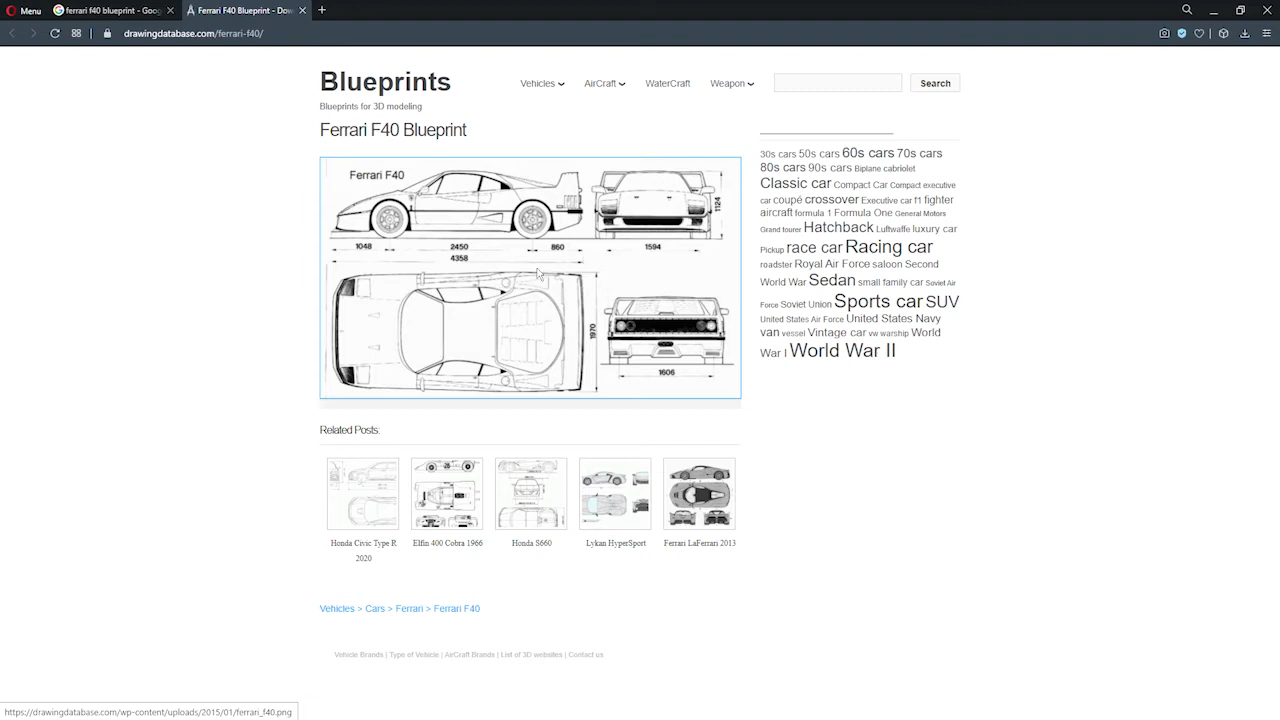 Menu
ferrari f40 blueprint - Goog
Ferrari F40 Blueprint - Dow
drawingdatabase.com/ferrari-f40/
Blueprints
Vehicles
AirCraft
WaterCraft
Weapon
Search
Blueprints for 3D modeling
Ferrari F40 Blueprint
Ferrari F40
1124
1048
2450
860
1594
4358
1970
1606
30s cars 50s cars 60s cars 70s cars
80s cars 90s cars Biplane cabriolet
Classic car Compact Car Compact executive
car coupé crossover Executive car f1 fighter
aircraft formula 1 Formula One General Motors
Grand tourer Hatchback Luftwaffe luxury car
Pickup race car Racing car
roadster Royal Air Force saloon Second
World War Sedan small family car Soviet Air
Force Soviet Union Sports car SUV
United States Air Force United States Navy
van vessel Vintage car vw warship World
War I World War II
Related Posts:
Honda Civic Type R
2020
Elfin 400 Cobra 1966
Honda S660
Lykan HyperSport
Ferrari LaFerrari 2013
Vehicles > Cars > Ferrari > Ferrari F40
Vehicle Brands | Type of Vehicle | AirCraft Brands | List of 3D websites | Contact us
https://drawingdatabase.com/wp-content/uploads/2015/01/ferrari_f40.png